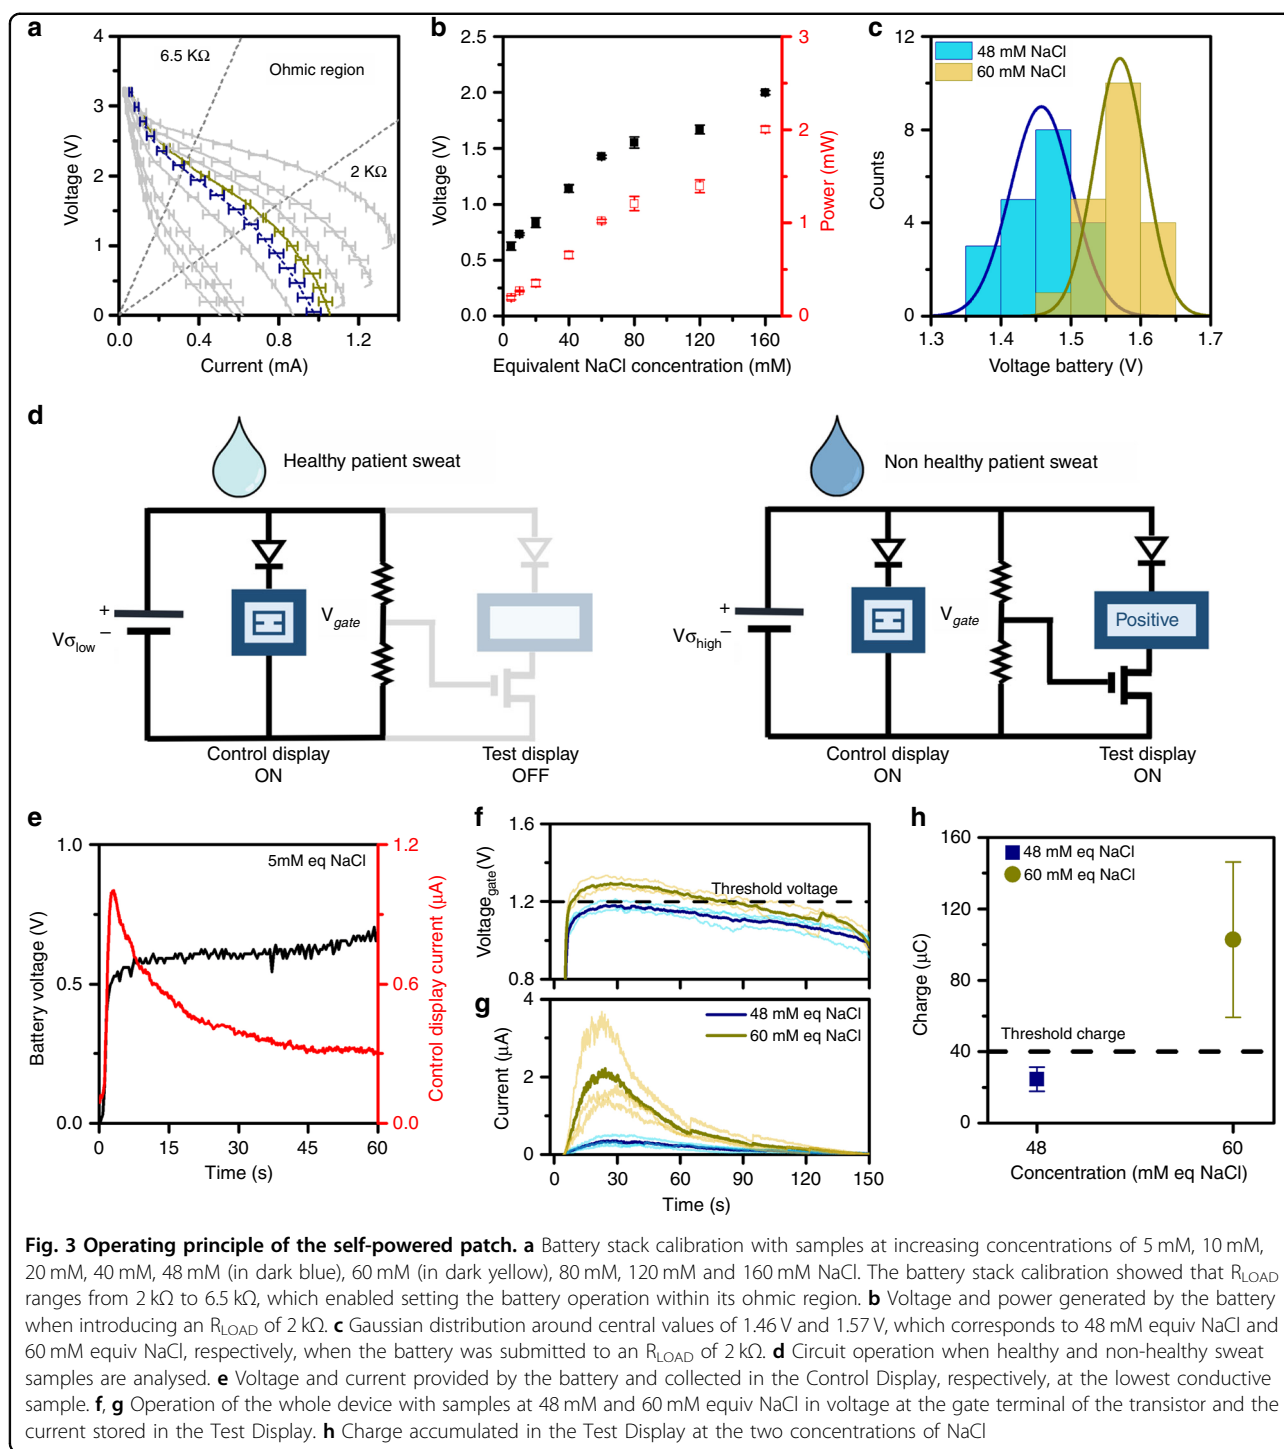 a
4
3
2
1
0
0.0
0.4
0.8
1.2
Voltage (V)
Current (mA)
6.5 KΩ
Ohmic region
2 KΩ
b
2.5
2.0
1.5
1.0
0.5
0.0
0
40
80
120
160
3
2
1
0
Voltage (V)
Power (mW)
Equivalent NaCl concentration (mM)
c
12
8
4
0
1.3
1.4
1.5
1.6
1.7
Counts
Voltage battery (V)
48 mM NaCl
60 mM NaCl
d
Healthy patient sweat
Non healthy patient sweat
+
−
Vσlow
Vgate
Control display
ON
Test display
OFF
+
−
Vσhigh
Vgate
Positive
Control display
ON
Test display
ON
e
1.0
0.5
0.0
0
15
30
45
60
1.2
0.6
0.0
5mM eq NaCl
Battery voltage (V)
Control display current (µA)
Time (s)
f
1.6
1.2
0.8
Voltagegate(V)
Threshold voltage
g
4
2
0
0
30
60
90
120
150
Current (µA)
48 mM eq NaCl
60 mM eq NaCl
Time (s)
h
160
120
80
40
0
48
60
Charge (µC)
48 mM eq NaCl
60 mM eq NaCl
Threshold charge
Concentration (mM eq NaCl)
Fig. 3 Operating principle of the self-powered patch. a Battery stack calibration with samples at increasing concentrations of 5 mM, 10 mM,
20 mM, 40 mM, 48 mM (in dark blue), 60 mM (in dark yellow), 80 mM, 120 mM and 160 mM NaCl. The battery stack calibration showed that RLOAD
ranges from 2 kΩ to 6.5 kΩ, which enabled setting the battery operation within its ohmic region. b Voltage and power generated by the battery
when introducing an RLOAD of 2 kΩ. c Gaussian distribution around central values of 1.46 V and 1.57 V, which corresponds to 48 mM equiv NaCl and
60 mM equiv NaCl, respectively, when the battery was submitted to an RLOAD of 2 kΩ. d Circuit operation when healthy and non-healthy sweat
samples are analysed. e Voltage and current provided by the battery and collected in the Control Display, respectively, at the lowest conductive
sample. f, g Operation of the whole device with samples at 48 mM and 60 mM equiv NaCl in voltage at the gate terminal of the transistor and the
current stored in the Test Display. h Charge accumulated in the Test Display at the two concentrations of NaCl